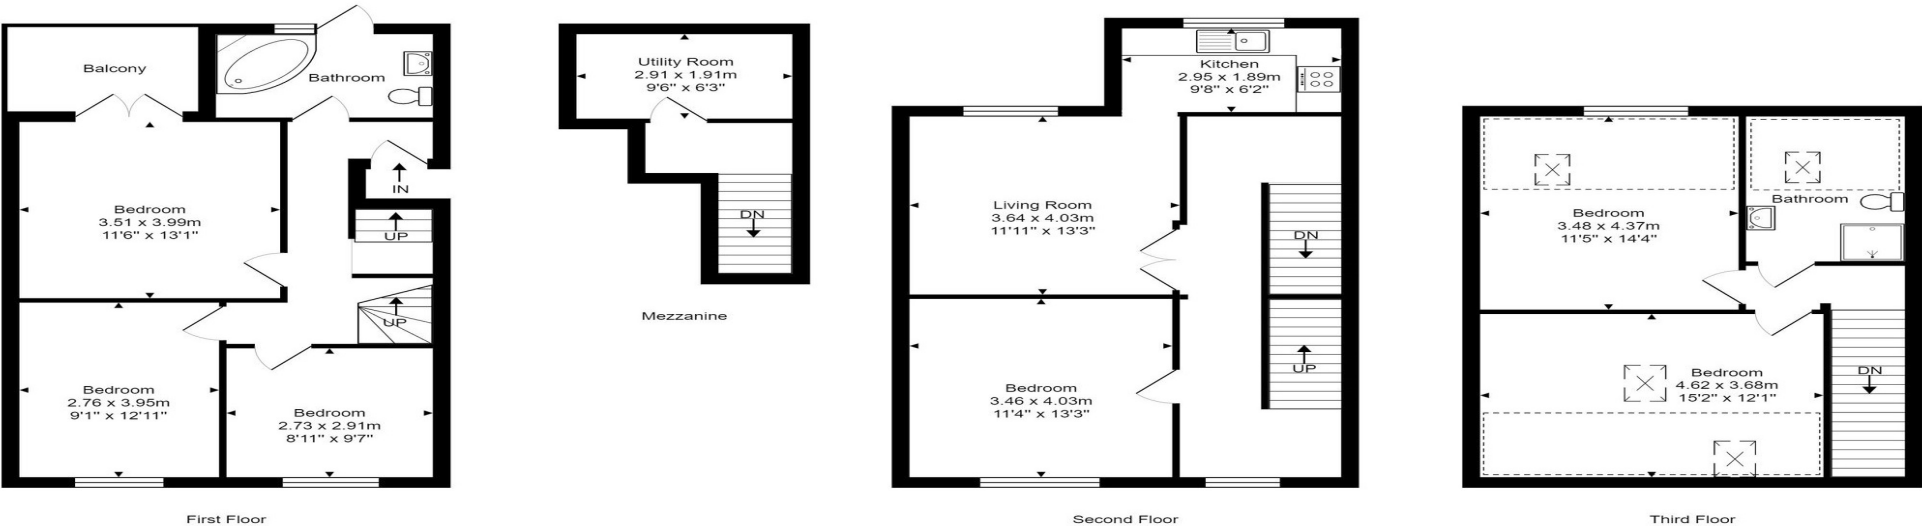 Balcony
Bathroom
IN
Bedroom
3.51 x 3.99m
11'6" x 13'1"
UP
UP
Bedroom
2.76 x 3.95m
9'1" x 12'11"
Bedroom
2.73 x 2.91m
8'11" x 9'7"
First Floor
Utility Room
2.91 x 1.91m
9'6" x 6'3"
DN
Mezzanine
Kitchen
2.95 x 1.89m
9'8" x 6'2"
Living Room
3.64 x 4.03m
11'11" x 13'3"
DN
UP
Bedroom
3.46 x 4.03m
11'4" x 13'3"
Second Floor
Bedroom
3.48 x 4.37m
11'5" x 14'4"
Bathroom
Bedroom
4.62 x 3.68m
15'2" x 12'1"
DN
Third Floor